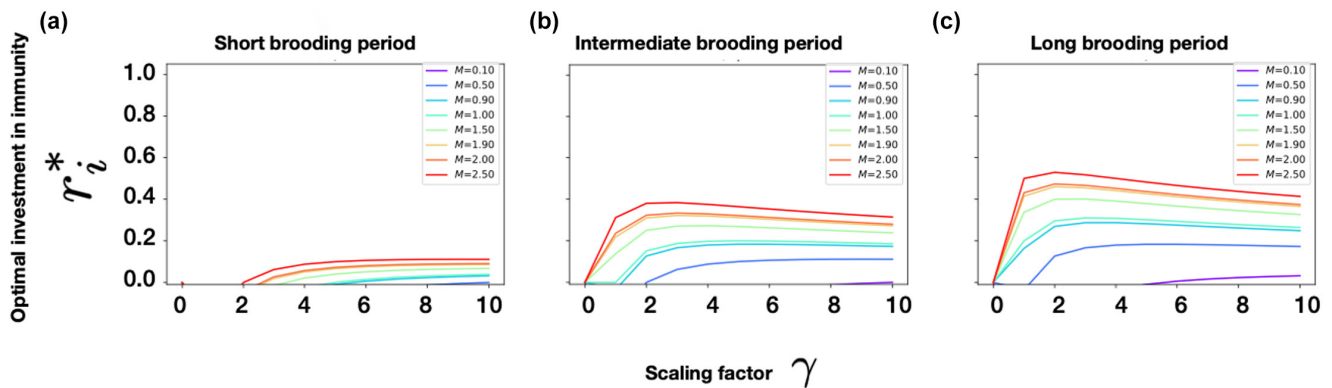 (a)
(b)
(c)
Short brooding period
Intermediate brooding period
Long brooding period
Optimal investment in immunity
r*i
1.0
0.8
0.6
0.4
0.2
0.0
M=0.10
M=0.50
M=0.90
M=1.00
M=1.50
M=1.90
M=2.00
M=2.50
0 2 4 6 8 10
M=0.10
M=0.50
M=0.90
M=1.00
M=1.50
M=1.90
M=2.00
M=2.50
0 2 4 6 8 10
M=0.10
M=0.50
M=0.90
M=1.00
M=1.50
M=1.90
M=2.00
M=2.50
0 2 4 6 8 10
Scaling factor γ